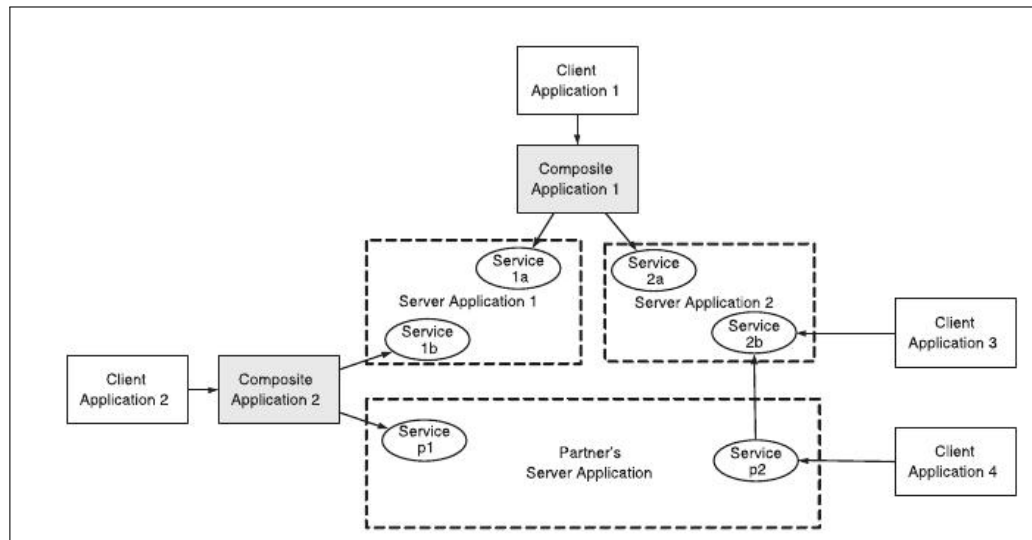 Client
Application 1
Composite
Application 1
Service
1a
Server Application 1
Service
1b
Service
2a
Server Application 2
Service
2b
Client
Application 3
Client
Application 2
Composite
Application 2
Service
p1
Partner's
Server Application
Service
p2
Client
Application 4